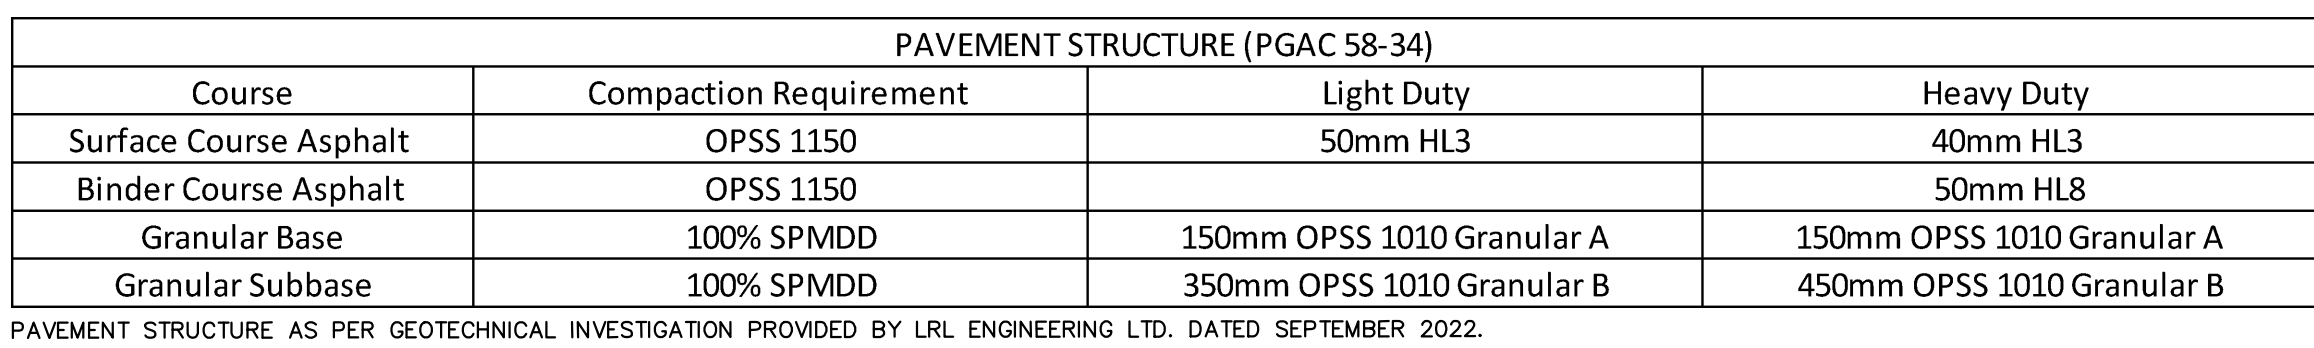 PAVEMENT STRUCTURE (PGAC 58-34)
Course Compaction Requirement Light Duty Heavy Duty
Surface Course Asphalt OPSS 1150 50mm HL3 40mm HL3
Binder Course Asphalt OPSS 1150 50mm HL8
Granular Base 100% SPMDD 150mm OPSS 1010 Granular A 150mm OPSS 1010 Granular A
Granular Subbase 100% SPMDD 350mm OPSS 1010 Granular B 450mm OPSS 1010 Granular B
PAVEMENT STRUCTURE AS PER GEOTECHNICAL INVESTIGATION PROVIDED BY LRL ENGINEERING LTD. DATED SEPTEMBER 2022.